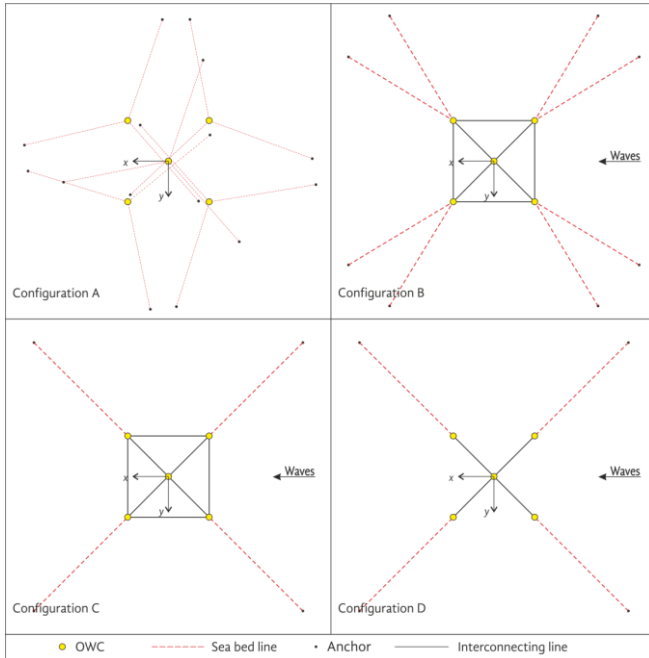 x
y
Configuration A
x
y
Waves
Configuration B
x
y
Waves
Configuration C
x
y
Waves
Configuration D
OWC Sea bed line Anchor Interconnecting line